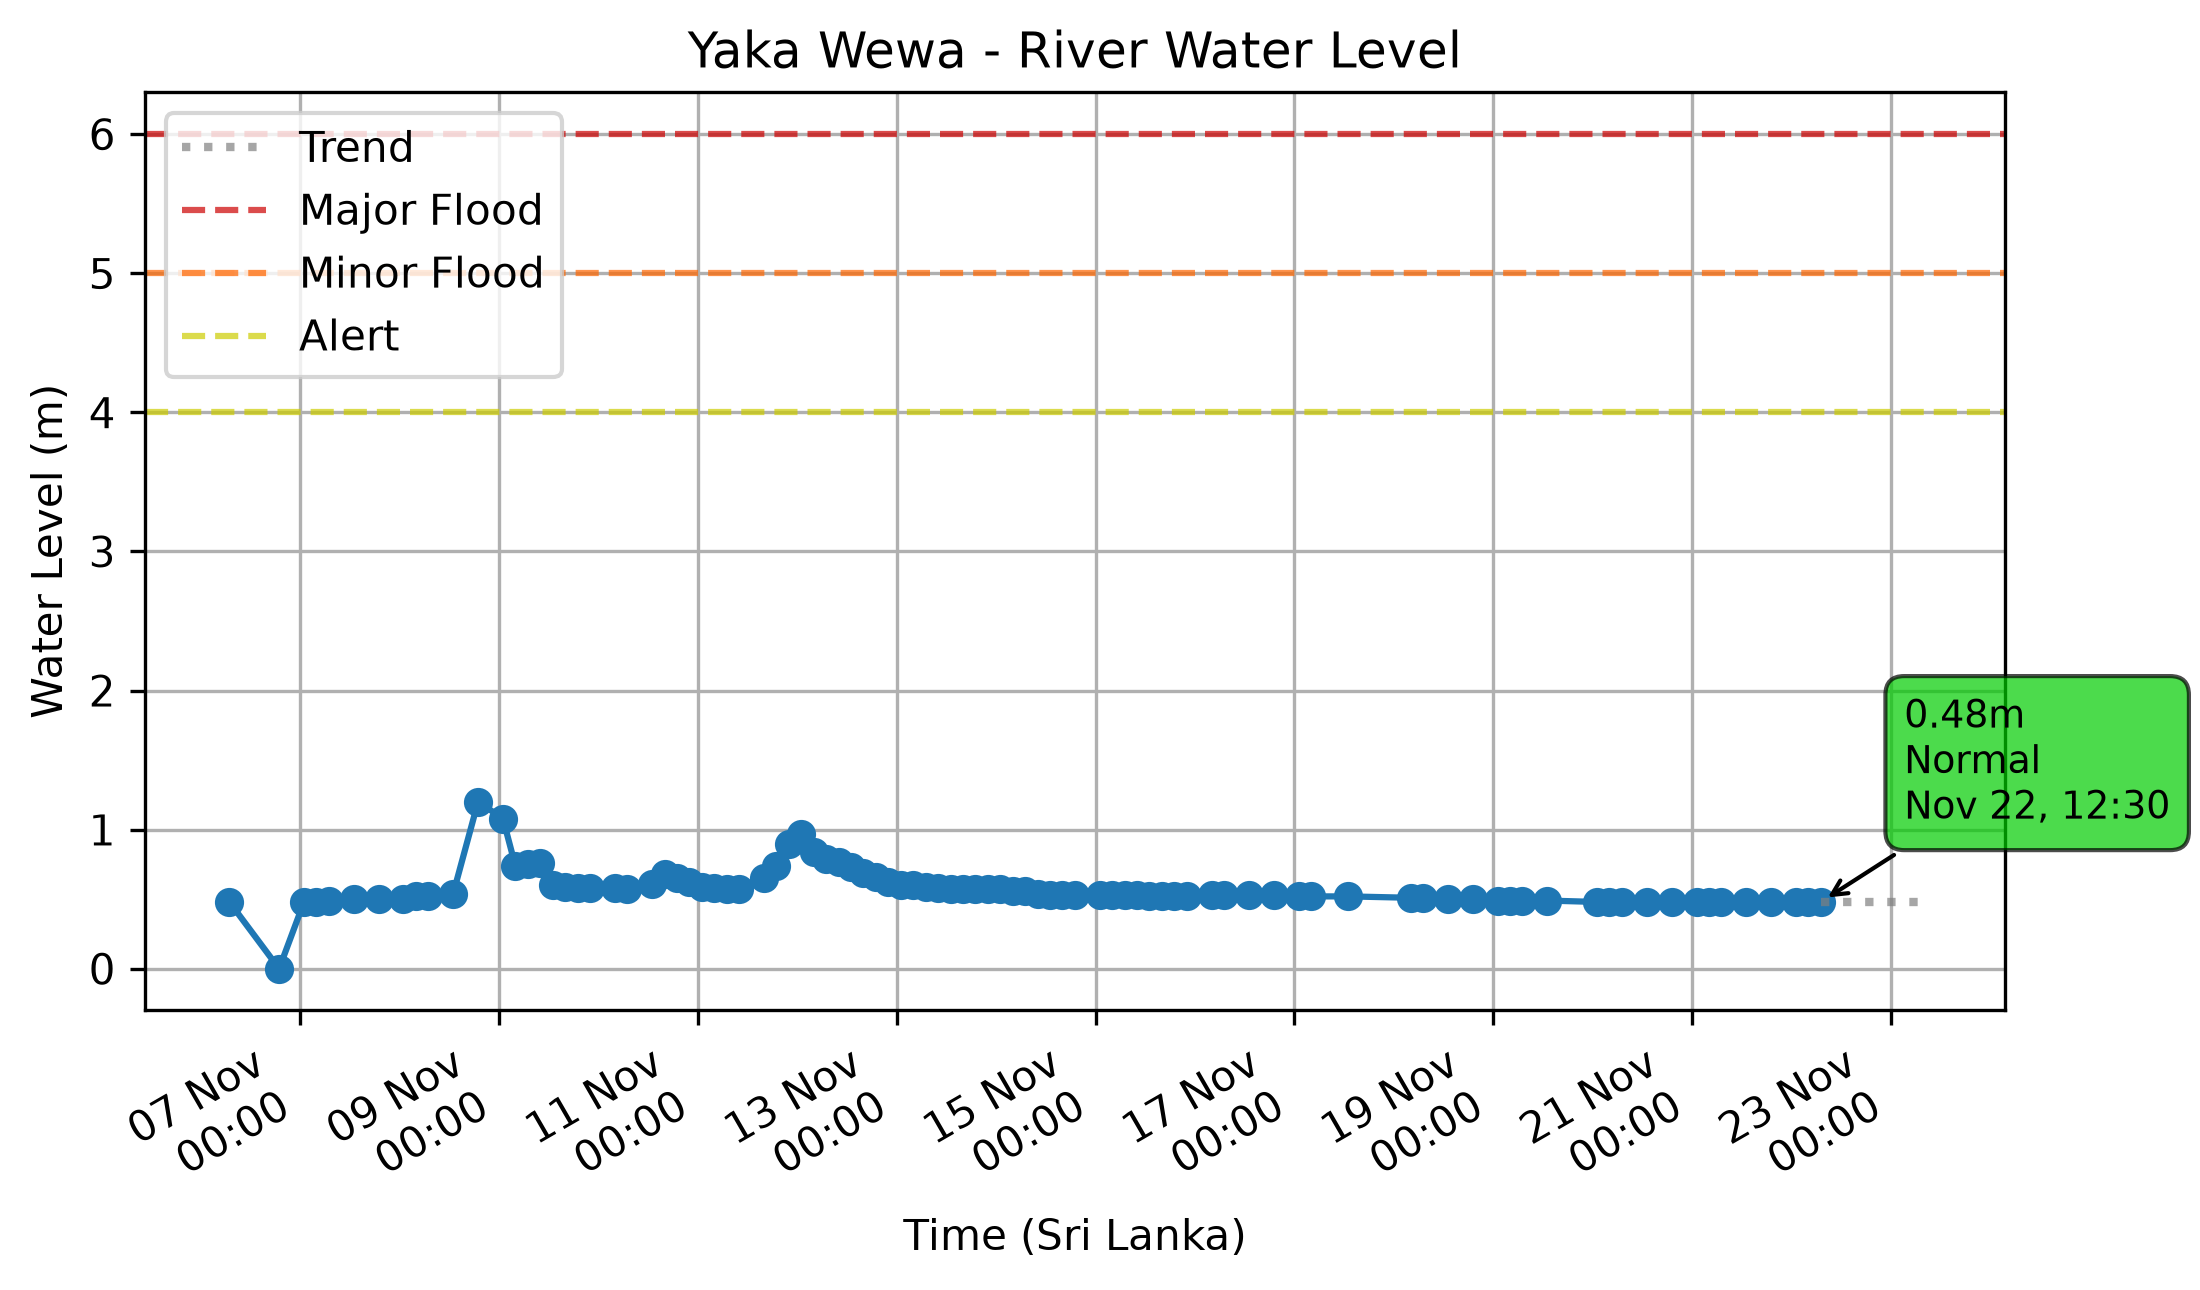 Yaka Wewa - River Water Level
Trend
Major Flood
Minor Flood
Alert
6
5
4
3
2
1
0
Water Level (m)
0.48m
Normal
Nov 22, 12:30
07 Nov
00:00
09 Nov
00:00
11 Nov
00:00
13 Nov
00:00
15 Nov
00:00
17 Nov
00:00
19 Nov
00:00
21 Nov
00:00
23 Nov
00:00
Time (Sri Lanka)